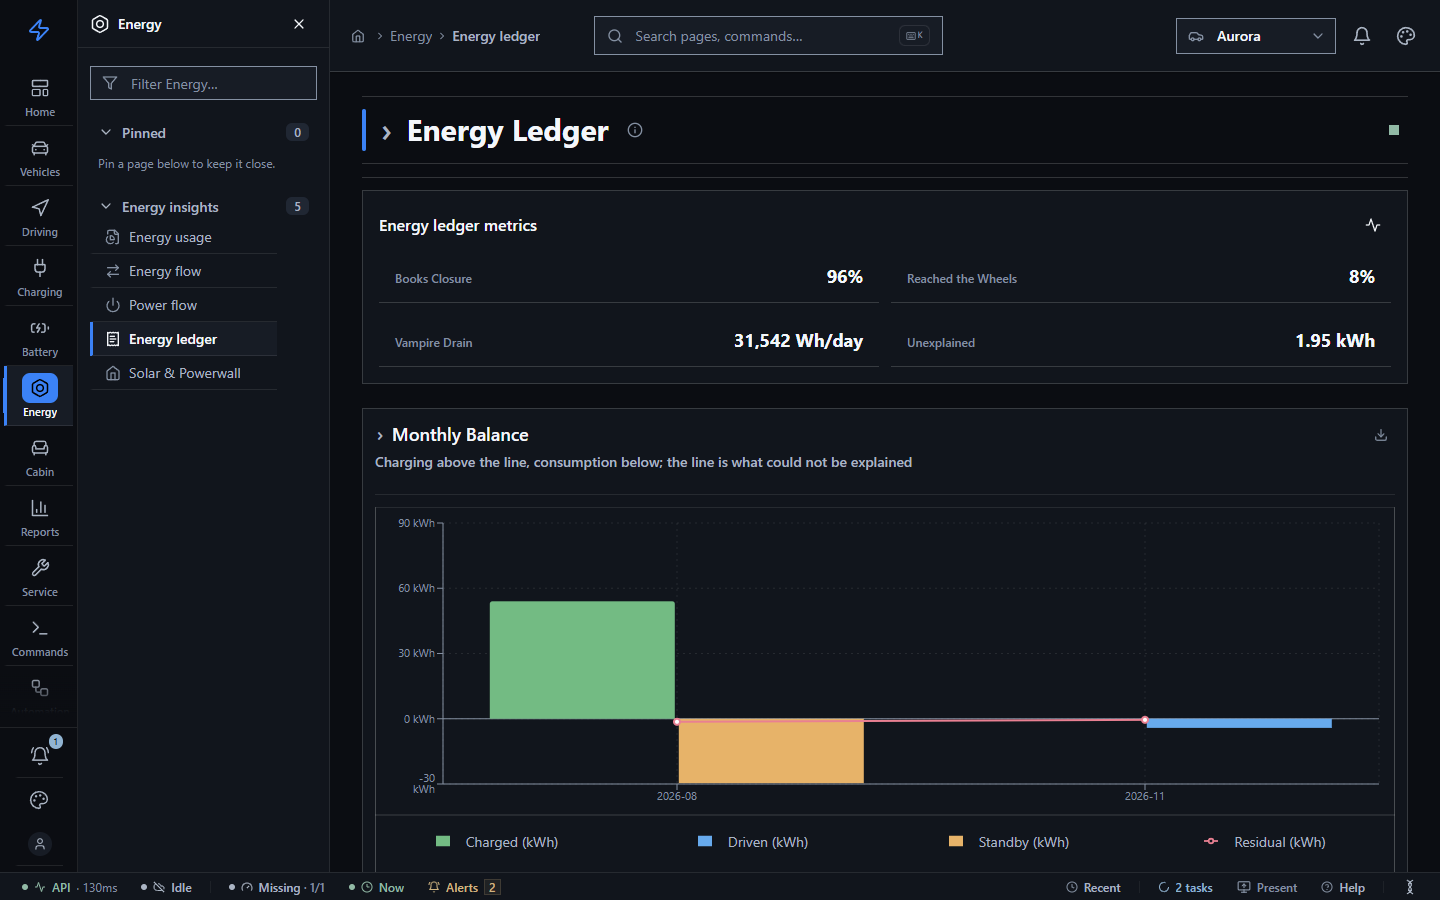 Energy
Home
Vehicles
Driving
Charging
Battery
Energy
Cabin
Reports
Service
Commands
1
Filter Energy...
Pinned
0
Pin a page below to keep it close.
Energy insights
5
Energy usage
Energy flow
Power flow
Energy ledger
Solar & Powerwall
Energy
Energy ledger
Search pages, commands...
K
Aurora
Energy Ledger
Energy ledger metrics
Books Closure
96%
Reached the Wheels
8%
Vampire Drain
31,542 Wh/day
Unexplained
1.95 kWh
Monthly Balance
Charging above the line, consumption below; the line is what could not be explained
90 kWh
60 kWh
30 kWh
0 kWh
-30
kWh
2026-08
2026-11
Charged (kWh)
Driven (kWh)
Standby (kWh)
Residual (kWh)
API · 130ms
Idle
Missing · 1/1
Now
Alerts 2
Recent
2 tasks
Present
Help